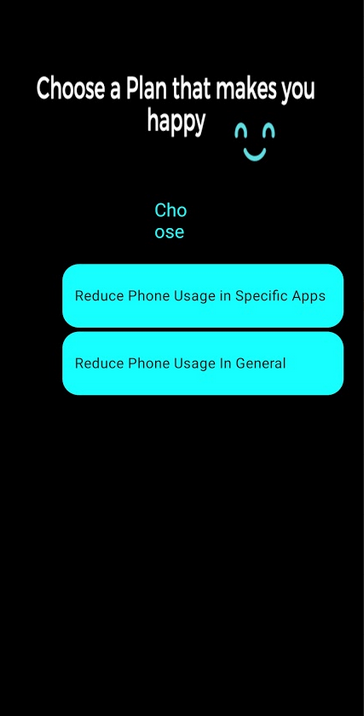 Choose a Plan that makes you
happy
Cho
ose
Reduce Phone Usage in Specific Apps
Reduce Phone Usage In General